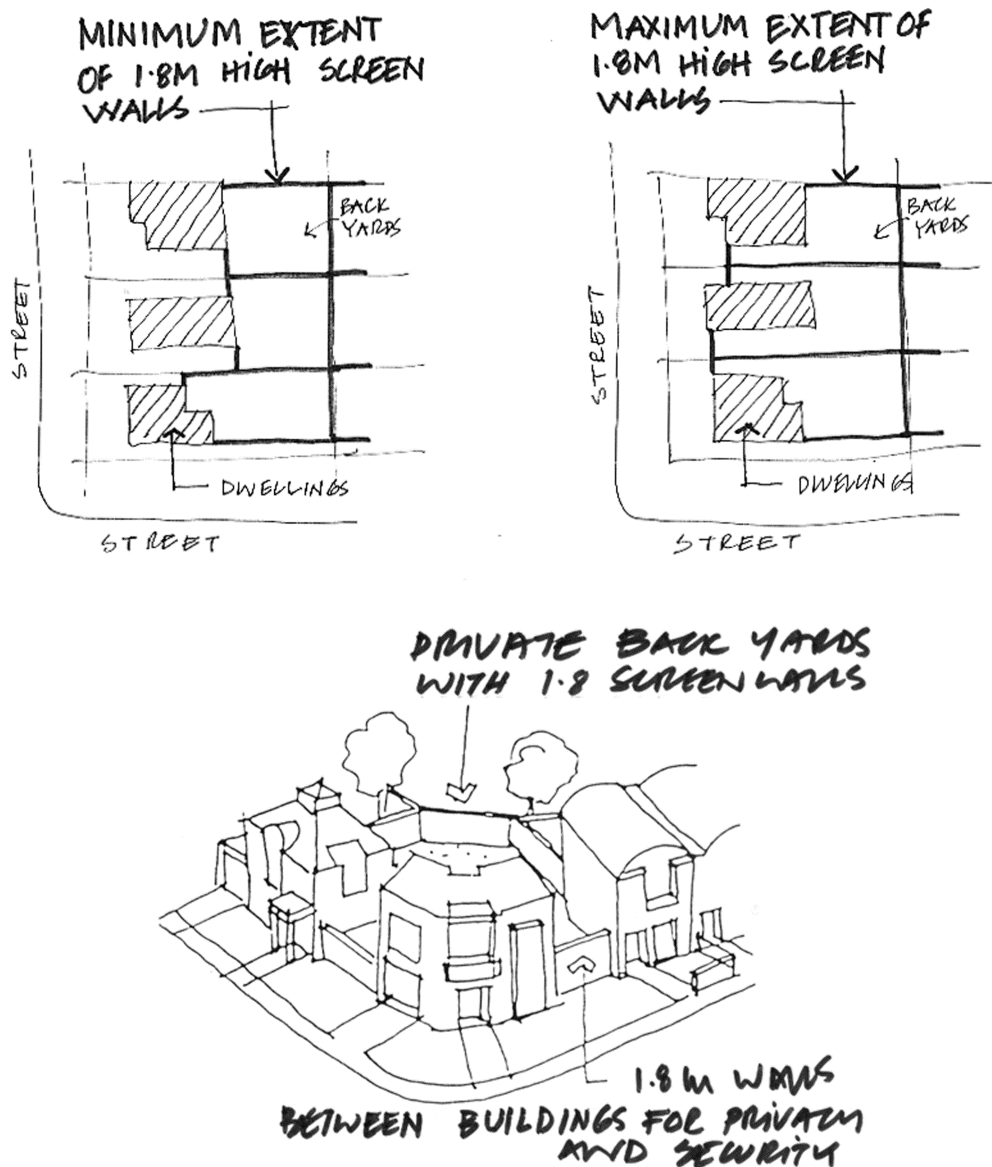 MINIMUM EXTENT
OF 1.8M HIGH SCREEN
WALLS
BACK
YARDS
STREET
DWELLINGS
STREET
MAXIMUM EXTENT OF
1.8M HIGH SCREEN
WALLS
BACK
YARDS
STREET
DWELLINGS
STREET
PRIVATE BACK YARDS
WITH 1.8 SCREEN WALLS
1.8m WALLS
BETWEEN BUILDINGS FOR PRIVACY
AND SECURITY